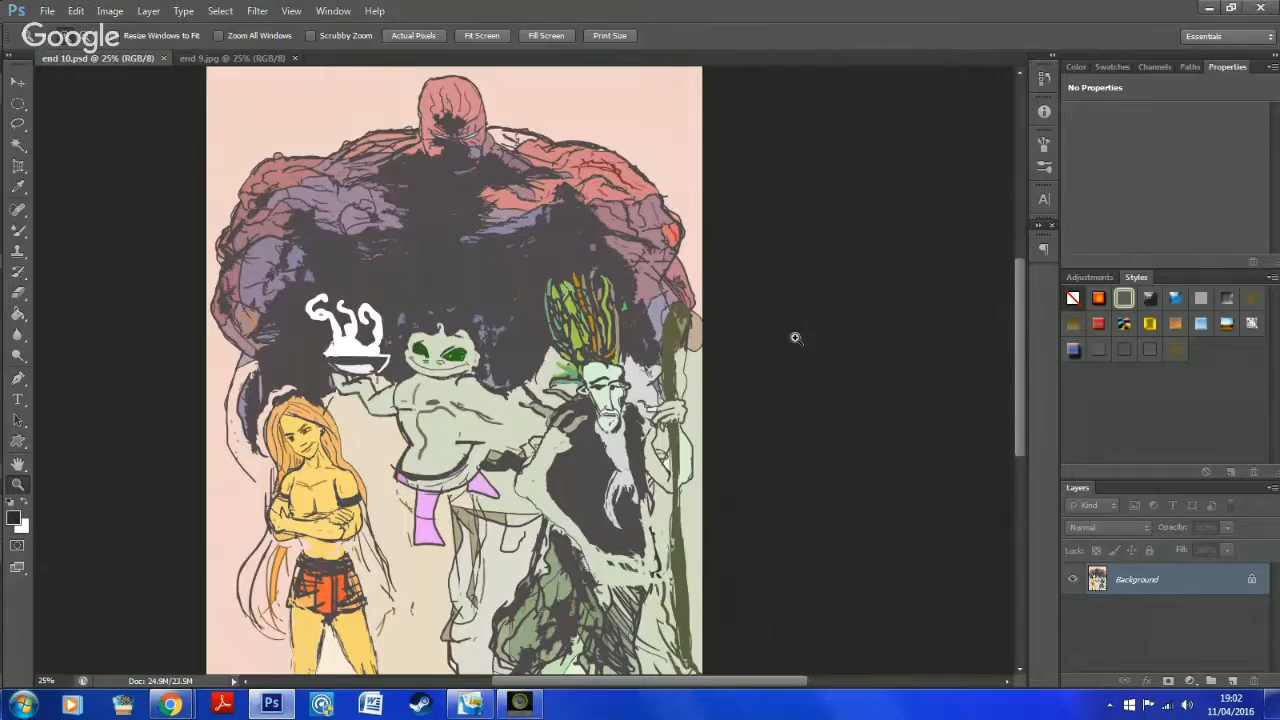 Ps File Edit Image Layer Type Select Filter View Window Help
Google
Resize Windows to Fit Zoom All Windows Scrubby Zoom Actual Pixels Fit Screen Fill Screen Print Size Essentials
end 10.psd @ 25% (RGB/8) × end 9.jpg @ 25% (RGB/8) ×
Color Swatches Channels Paths Properties
No Properties
Adjustments Styles
Layers
Kind
Normal Opacity: 100%
Lock: Fill: 100%
Background
25% Doc: 24.9M/23.5M
Ps W 19:02
11/04/2016